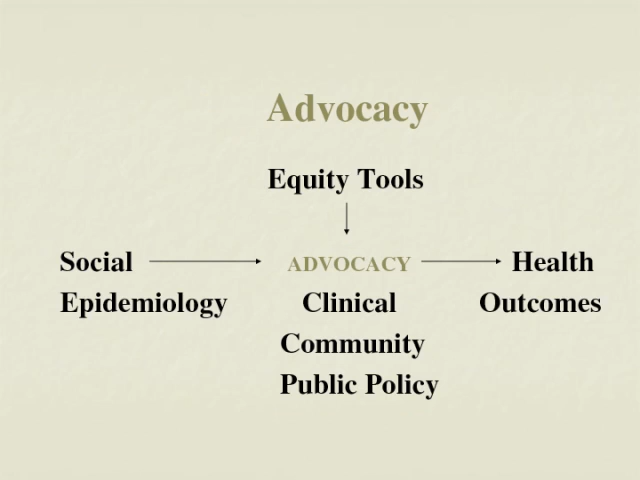 Advocacy
Equity Tools
Social ADVOCACY Health
Epidemiology Clinical Outcomes
Community
Public Policy